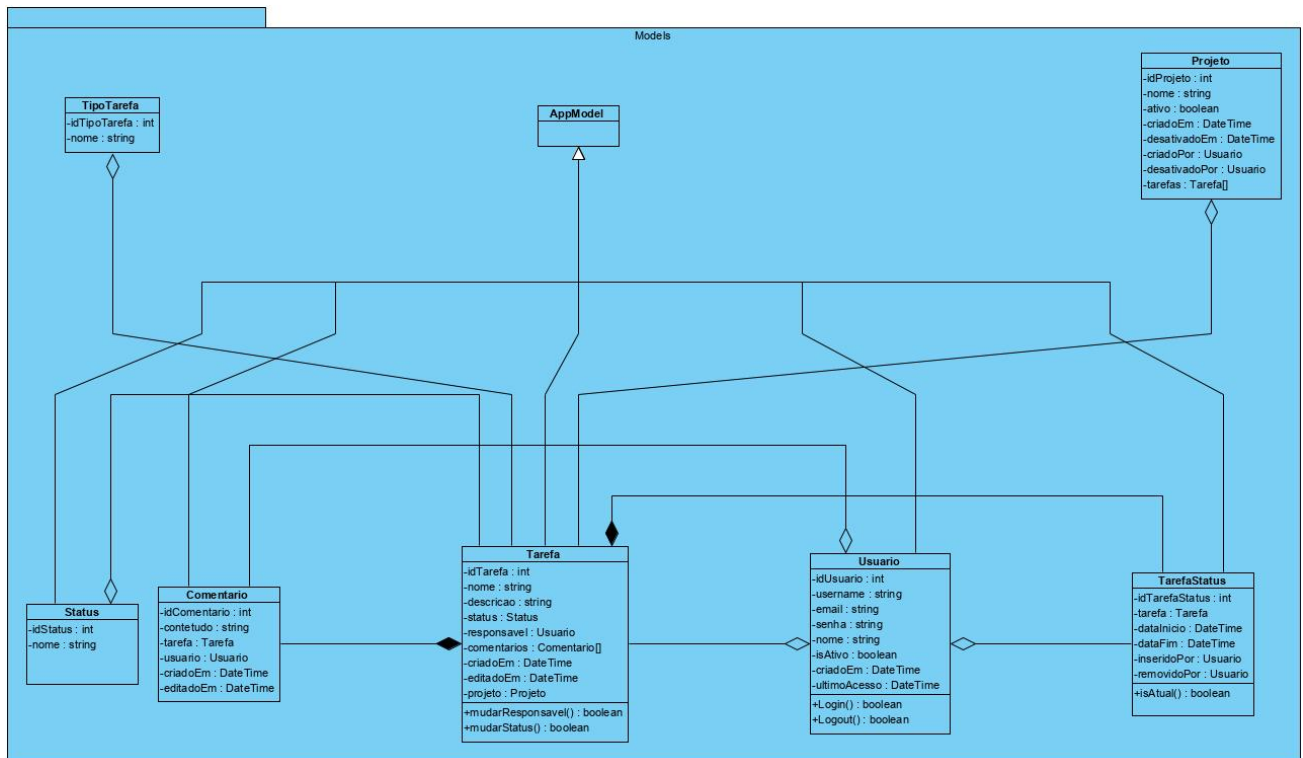 Models
Projeto
-idProjeto : int
-nome : string
-ativo : boolean
-criadoEm : DateTime
-desativadoEm : DateTime
-criadoPor : Usuario
-desativadoPor : Usuario
-tarefas : Tarefa[]
TipoTarefa
-idTipoTarefa : int
-nome : string
AppModel
Status
-idStatus : int
-nome : string
Comentario
-idComentario : int
-contetudo : string
-tarefa : Tarefa
-usuario : Usuario
-criadoEm : DateTime
-editadoEm : DateTime
Tarefa
-idTarefa : int
-nome : string
-descricao : string
-status : Status
-responsavel : Usuario
-comentarios : Comentario[]
-criadoEm : DateTime
-editadoEm : DateTime
-projeto : Projeto
+mudarResponsavel() : boolean
+mudarStatus() : boolean
Usuario
-idUsuario : int
-username : string
-email : string
-senha : string
-nome : string
-isAtivo : boolean
-criadoEm : DateTime
-ultimoAcesso : DateTime
+Login() : boolean
+Logout() : boolean
TarefaStatus
-idTarefaStatus : int
-tarefa : Tarefa
-dataInicio : DateTime
-dataFim : DateTime
-inseridoPor : Usuario
-removidoPor : Usuario
+isAtual() : boolean